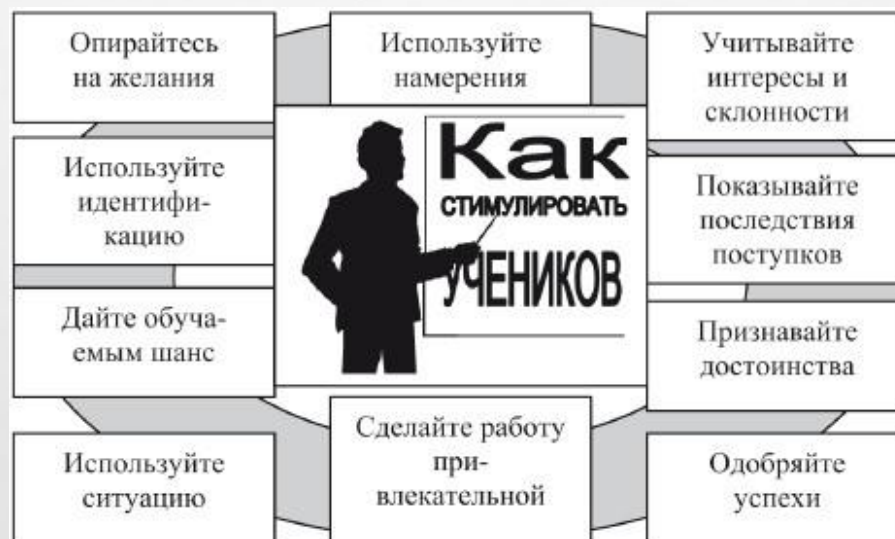 Опирайтесь
на желания
Используйте
намерения
Учитывайте
интересы и
склонности
Используйте
идентифи-
кацию
Как
СТИМУЛИРОВАТЬ
УЧЕНИКОВ
Показывайте
последствия
поступков
Дайте обуча-
емым шанс
Признавайте
достоинства
Используйте
ситуацию
Сделайте работу
при-
влекательной
Одобряйте
успехи